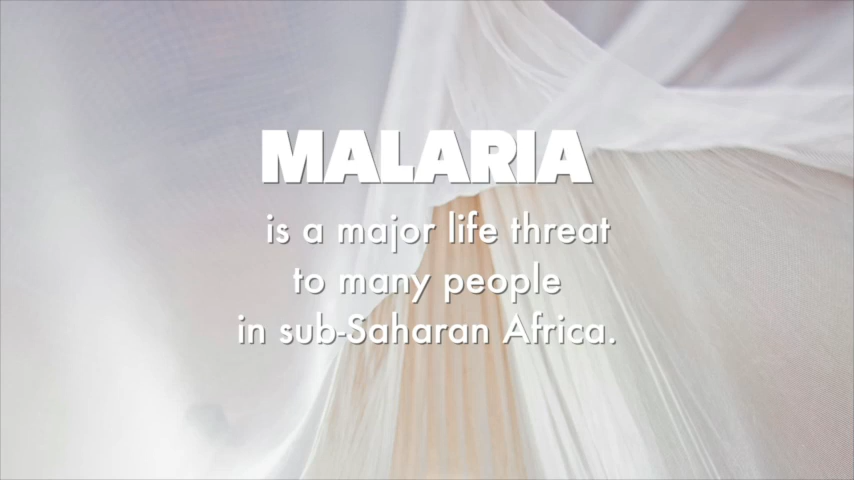 MALARIA
is a major life threat
to many people
in sub-Saharan Africa.